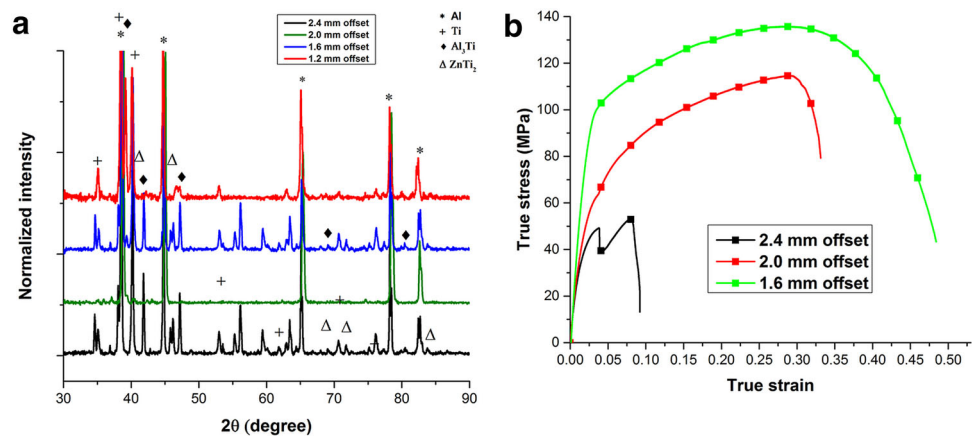 a
2.4 mm offset
2.0 mm offset
1.6 mm offset
1.2 mm offset
* Al
+ Ti
♦ Al₃Ti
Δ ZnTi₂
Normalized intensity
30 40 50 60 70 80 90
2θ (degree)
b
140
120
100
80
60
40
20
0
True stress (MPa)
2.4 mm offset
2.0 mm offset
1.6 mm offset
0.00 0.05 0.10 0.15 0.20 0.25 0.30 0.35 0.40 0.45 0.50
True strain